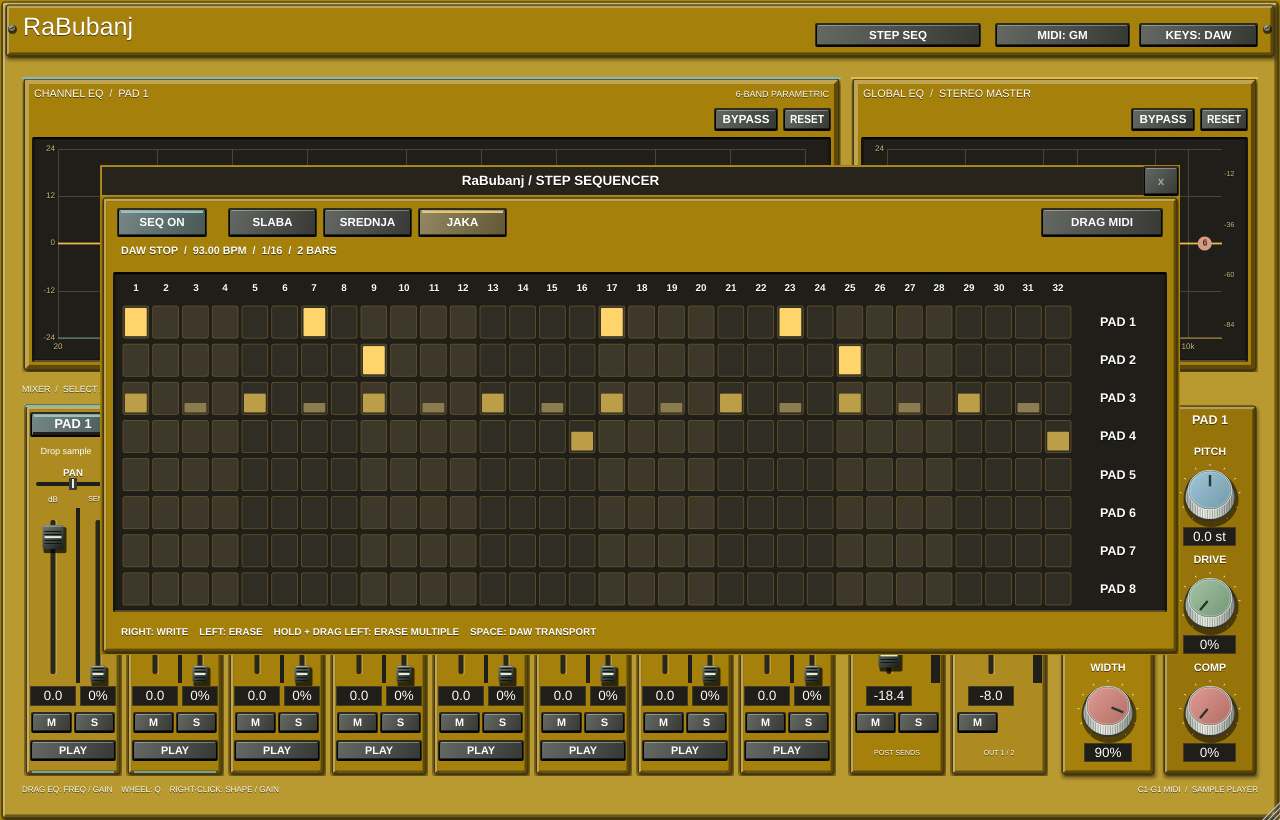 RaBubanj
STEP SEQ MIDI: GM KEYS: DAW
CHANNEL EQ / PAD 1 6-BAND PARAMETRIC GLOBAL EQ / STEREO MASTER
BYPASS RESET BYPASS RESET
24 24
-12
RaBubanj / STEP SEQUENCER x
12
SEQ ON SLABA SREDNJA JAKA DRAG MIDI
-36
0 6
DAW STOP / 93.00 BPM / 1/16 / 2 BARS
-60
-12
1 2 3 4 5 6 7 8 9 10 11 12 13 14 15 16 17 18 19 20 21 22 23 24 25 26 27 28 29 30 31 32
PAD 1
-84
-24
20 10k
PAD 2
MIXER / SELECT
PAD 3
PAD 1 PAD 1
PAD 4
Drop sample PITCH
PAN
PAD 5
dB
PAD 6
0.0 st
PAD 7
DRIVE
PAD 8
RIGHT: WRITE LEFT: ERASE HOLD + DRAG LEFT: ERASE MULTIPLE SPACE: DAW TRANSPORT
0%
WIDTH COMP
0.0 0% 0.0 0% 0.0 0% 0.0 0% 0.0 0% 0.0 0% 0.0 0% 0.0 0% -18.4 -8.0
M S M S M S M S M S M S M S M S M S M
PLAY PLAY PLAY PLAY PLAY PLAY PLAY PLAY POST SENDS OUT 1 / 2 90% 0%
DRAG EQ: FREQ / GAIN WHEEL: Q RIGHT-CLICK: SHAPE / GAIN C1-G1 MIDI / SAMPLE PLAYER